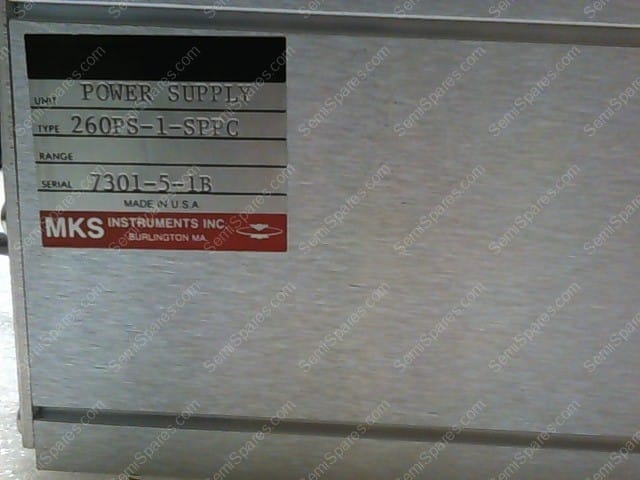 UNIT POWER SUPPLY
TYPE 260PS-1-SPPC
RANGE
SERIAL 7301-5-1B
MADE IN U.S.A
MKS INSTRUMENTS INC.
BURLINGTON MA.
SemiSpares.com